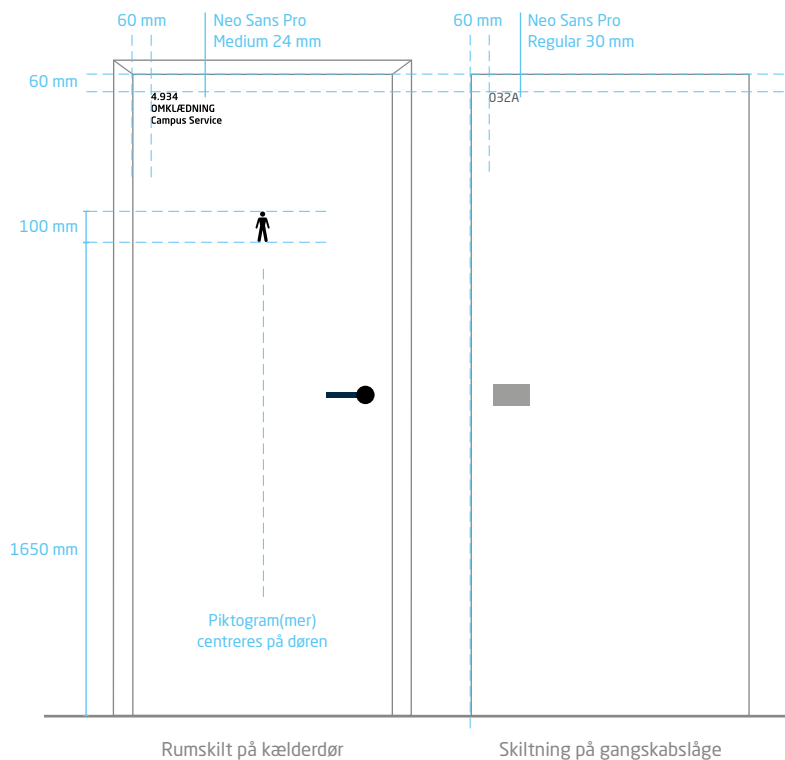 60 mm
Neo Sans Pro
Medium 24 mm
60 mm
Neo Sans Pro
Regular 30 mm
60 mm
4.934
OMKLÆDNING
Campus Service
032A
100 mm
1650 mm
Piktogram(mer)
centreres på døren
Rumskilt på kælderdør
Skiltning på gangskabslåge